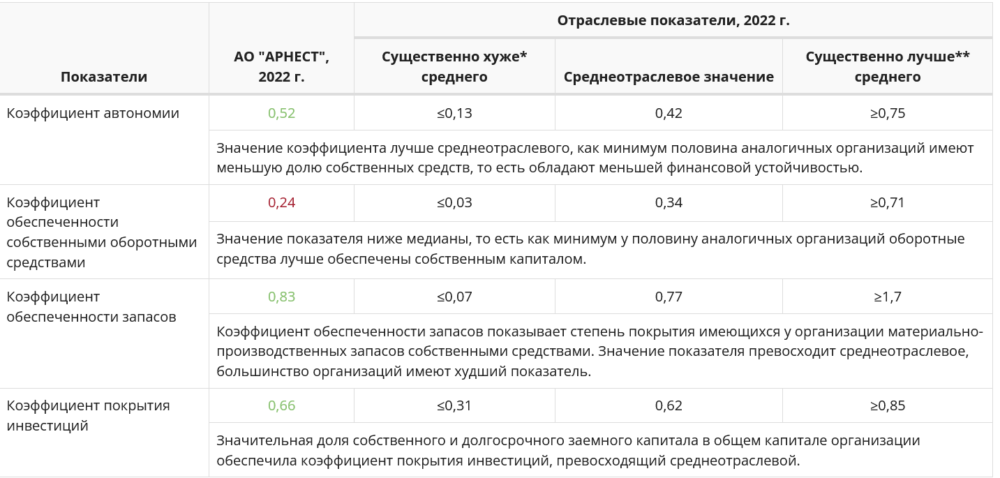 Показатели
АО "АРНЕСТ",
2022 г.
Отраслевые показатели, 2022 г.
Существенно хуже*
среднего
Среднеотраслевое значение
Существенно лучше**
среднего
Коэффициент автономии
0,52
≤0,13
0,42
≥0,75
Значение коэффициента лучше среднеотраслевого, как минимум половина аналогичных организаций имеют
меньшую долю собственных средств, то есть обладают меньшей финансовой устойчивостью.
Коэффициент
обеспеченности
собственными оборотными
средствами
0,24
≤0,03
0,34
≥0,71
Значение показателя ниже медианы, то есть как минимум у половину аналогичных организаций оборотные
средства лучше обеспечены собственным капиталом.
Коэффициент
обеспеченности запасов
0,83
≤0,07
0,77
≥1,7
Коэффициент обеспеченности запасов показывает степень покрытия имеющихся у организации материально-
производственных запасов собственными средствами. Значение показателя превосходит среднеотраслевое,
большинство организаций имеют худший показатель.
Коэффициент покрытия
инвестиций
0,66
≤0,31
0,62
≥0,85
Значительная доля собственного и долгосрочного заемного капитала в общем капитале организации
обеспечила коэффициент покрытия инвестиций, превосходящий среднеотраслевой.